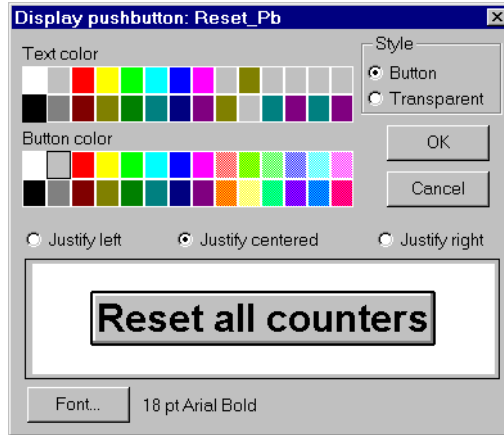 Display pushbutton: Reset_Pb
Text color
Style
Button
Transparent
Button color
OK
Cancel
Justify left
Justify centered
Justify right
Reset all counters
Font...
18 pt Arial Bold